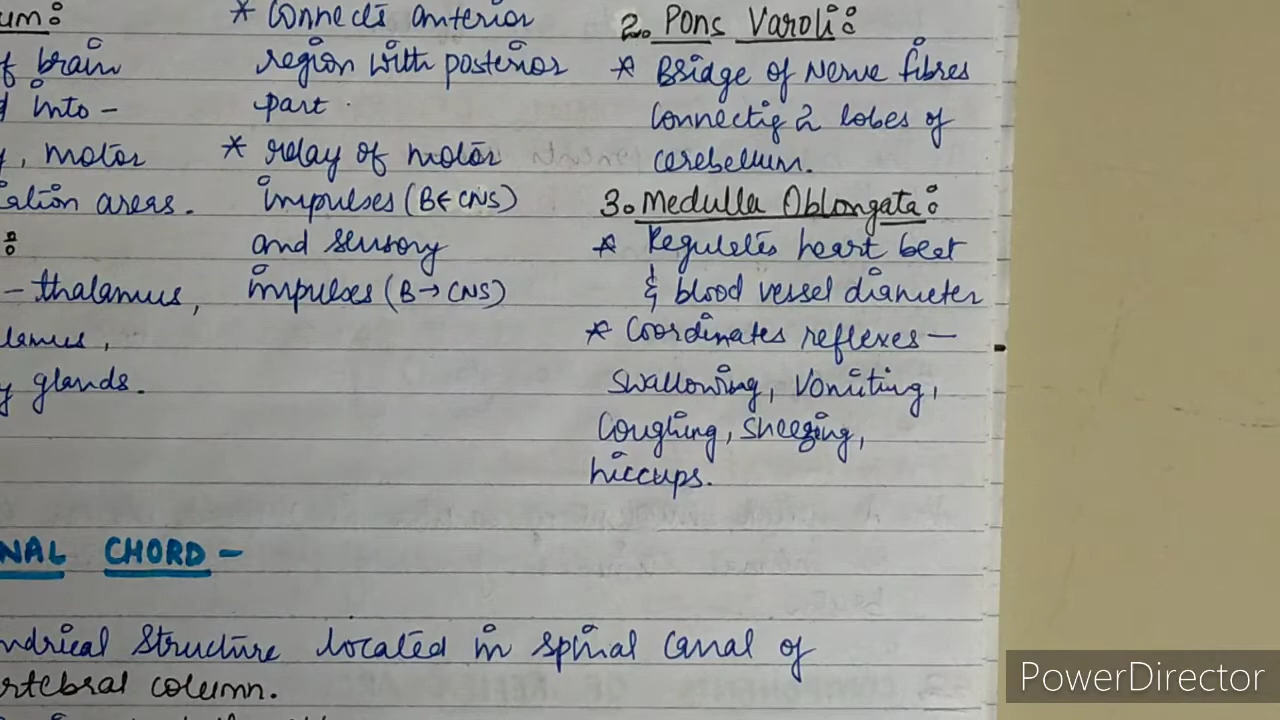 um:
f brain
d into -
y, motor
ation areas.
:
- thalamus,
lamus,
y glands.
* Connects anterior
region with posterior
part.
* relay of motor
impulses (B← CNS)
and sensory
impulses (B → CNS)
2. Pons Varoli:
* Bridge of Nerve fibres
connectig 2 lobes of
cerebellum.
3. Medulla Oblongata:
* Reguletes heart beat
& blood vessel diameter
* Coordinates reflexes -
swallowing, vomiting,
coughing, sneezing,
hiccups.
NAL CHORD -
ndrical structure located in spinal canal of
rtebral column.
PowerDirector